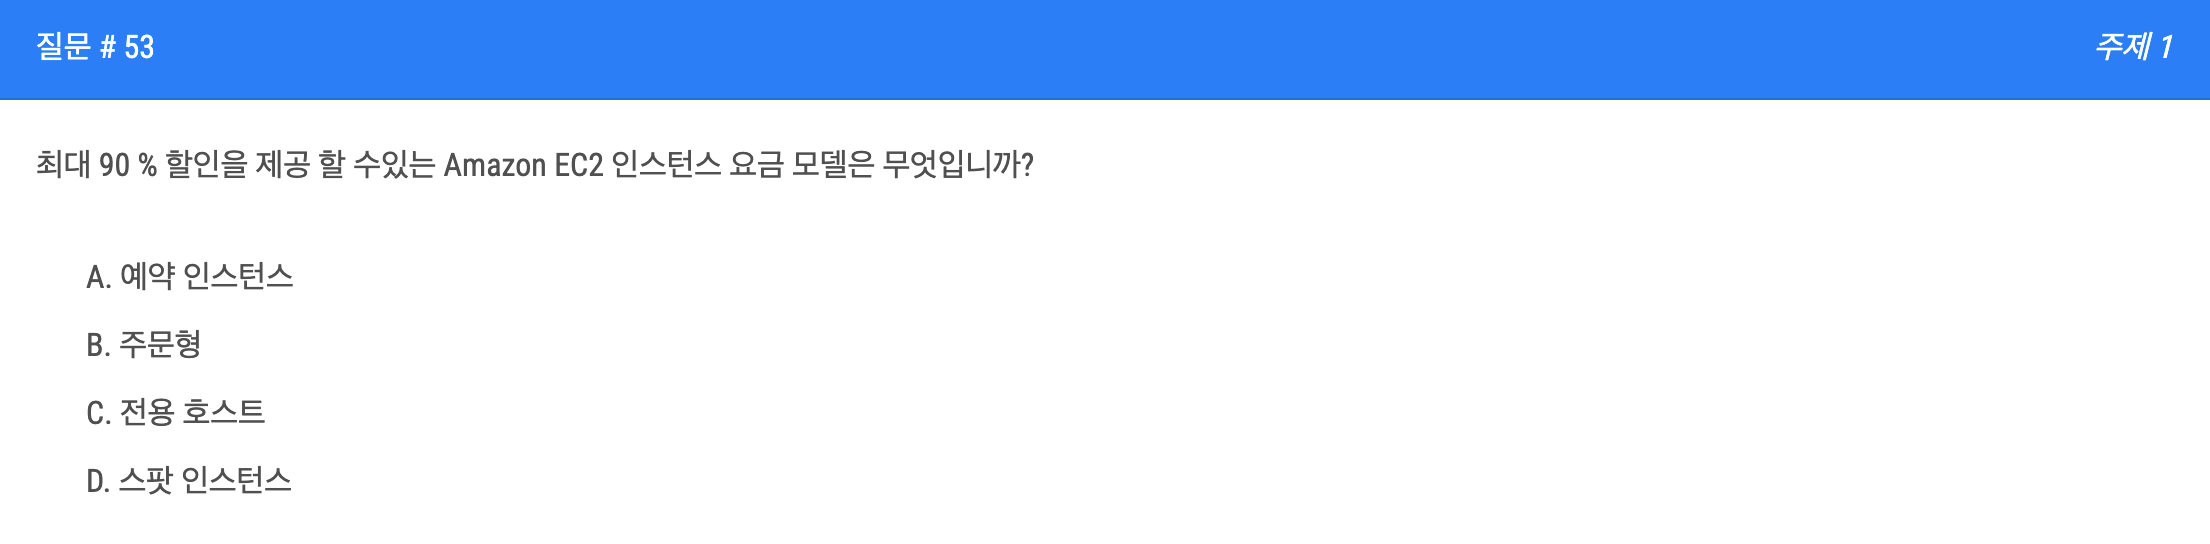 질문 # 53
주제 1
최대 90 % 할인을 제공 할 수있는 Amazon EC2 인스턴스 요금 모델은 무엇입니까?
A. 예약 인스턴스
B. 주문형
C. 전용 호스트
D. 스팟 인스턴스